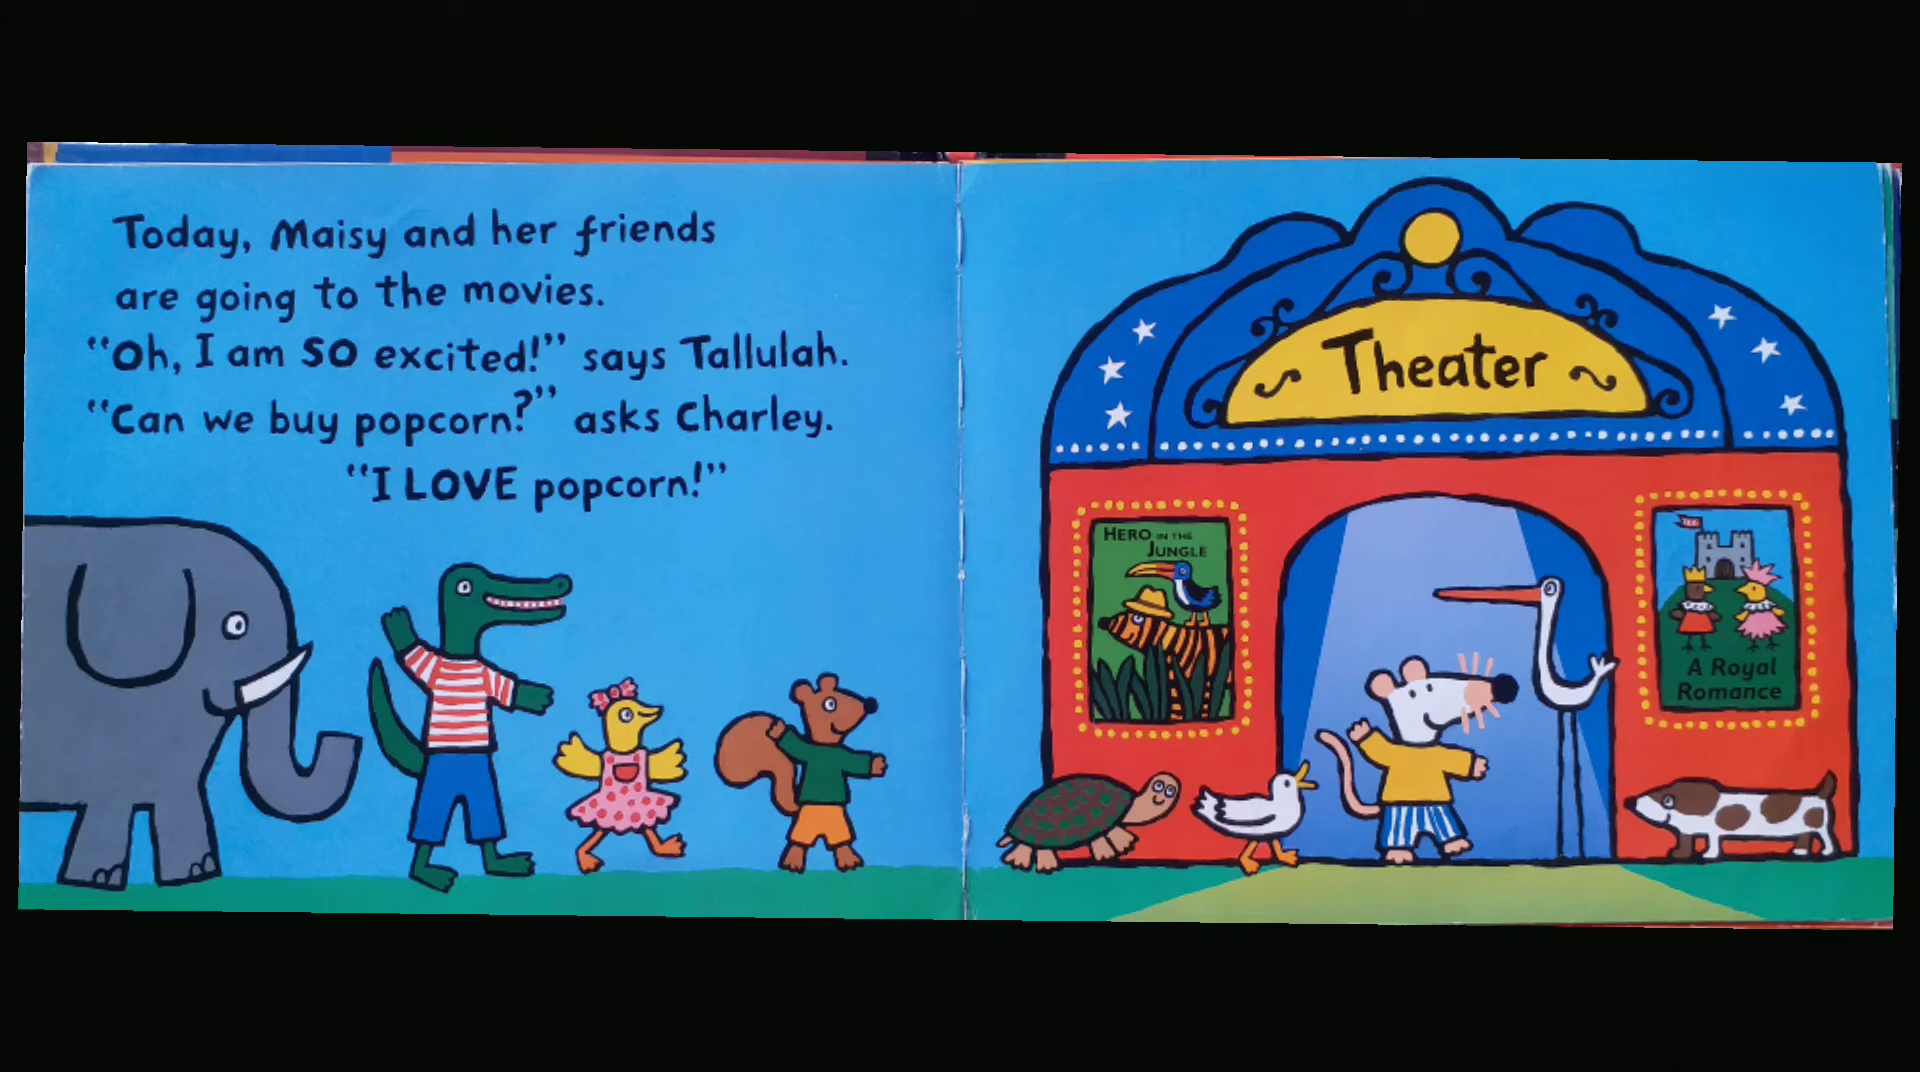 Today, Maisy and her friends
are going to the movies.
“Oh, I am SO excited!” says Tallulah.
“Can we buy popcorn?” asks Charley.
“I LOVE popcorn!”
Theater
HERO IN THE
JUNGLE
A Royal
Romance